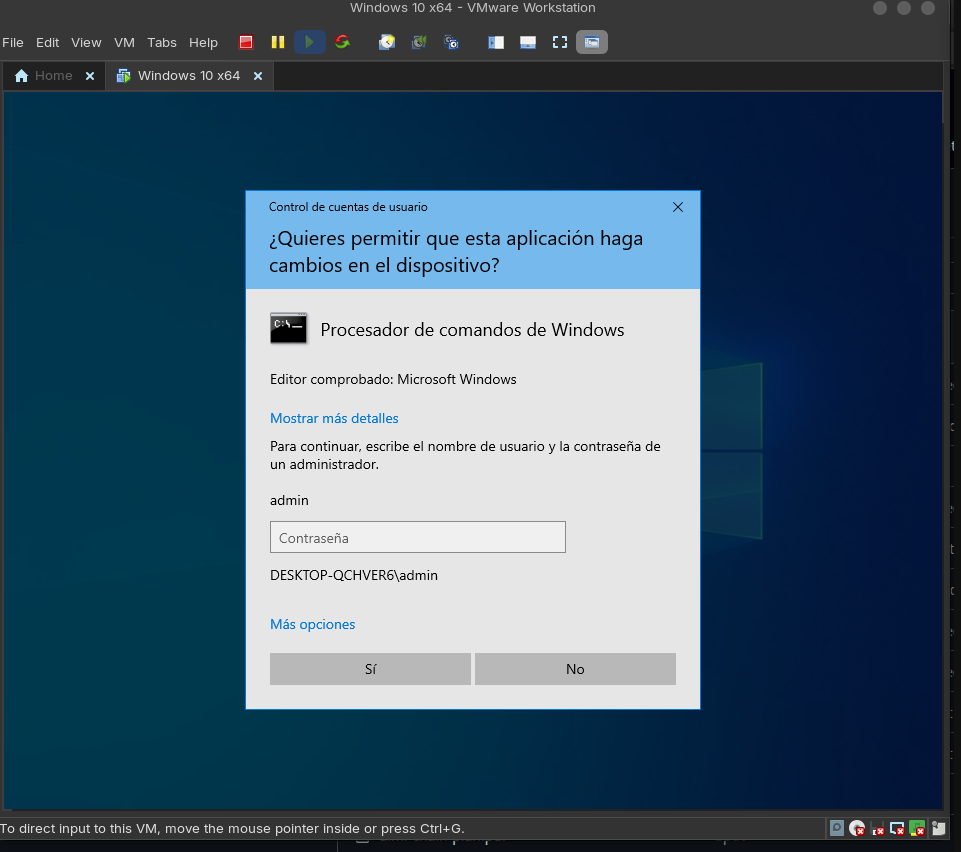 Windows 10 x64 - VMware Workstation
File Edit View VM Tabs Help
Home Windows 10 x64
Control de cuentas de usuario
¿Quieres permitir que esta aplicación haga
cambios en el dispositivo?
C:\
Procesador de comandos de Windows
Editor comprobado: Microsoft Windows
Mostrar más detalles
Para continuar, escribe el nombre de usuario y la contraseña de
un administrador.
admin
Contraseña
DESKTOP-QCHVER6\admin
Más opciones
Sí No
To direct input to this VM, move the mouse pointer inside or press Ctrl+G.